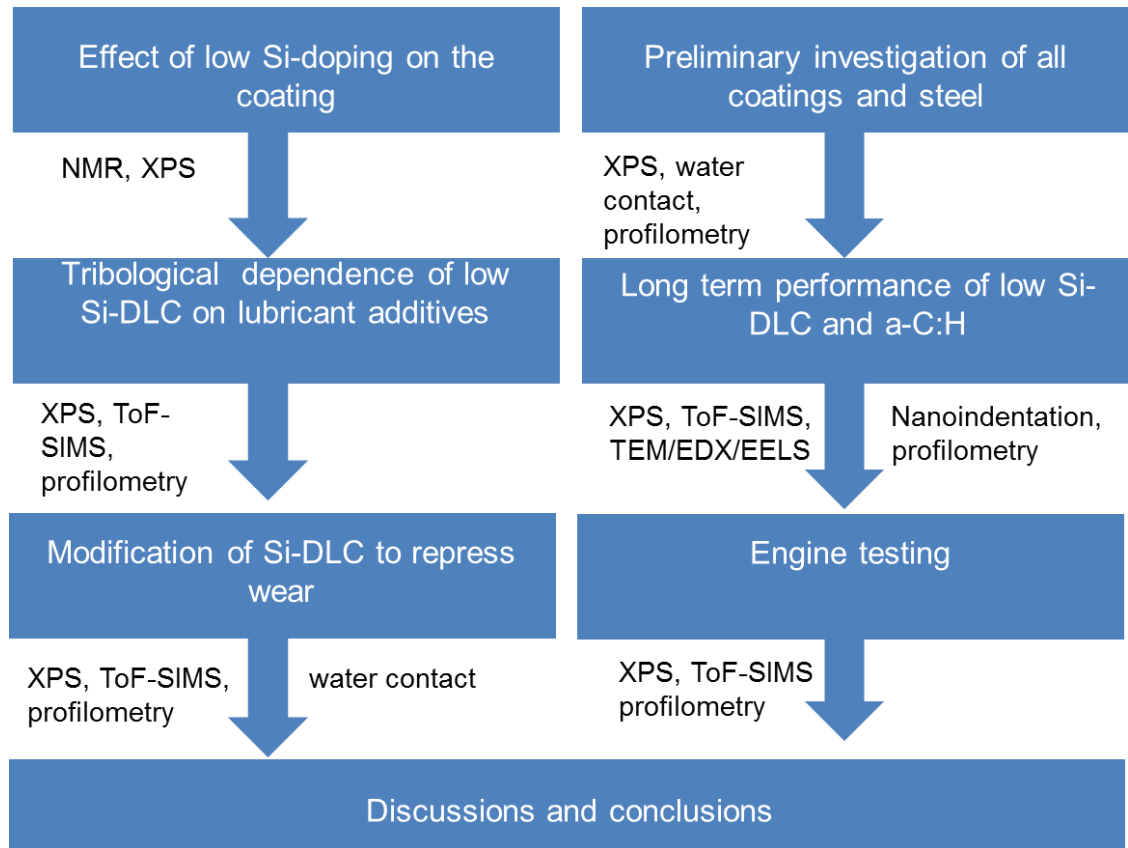 Effect of low Si-doping on the
coating
NMR, XPS
Tribological dependence of low
Si-DLC on lubricant additives
XPS, ToF-
SIMS,
profilometry
Modification of Si-DLC to repress
wear
XPS, ToF-SIMS,
profilometry
water contact
Preliminary investigation of all
coatings and steel
XPS, water
contact,
profilometry
Long term performance of low Si-
DLC and a-C:H
XPS, ToF-SIMS,
TEM/EDX/EELS
Nanoindentation,
profilometry
Engine testing
XPS, ToF-SIMS
profilometry
Discussions and conclusions